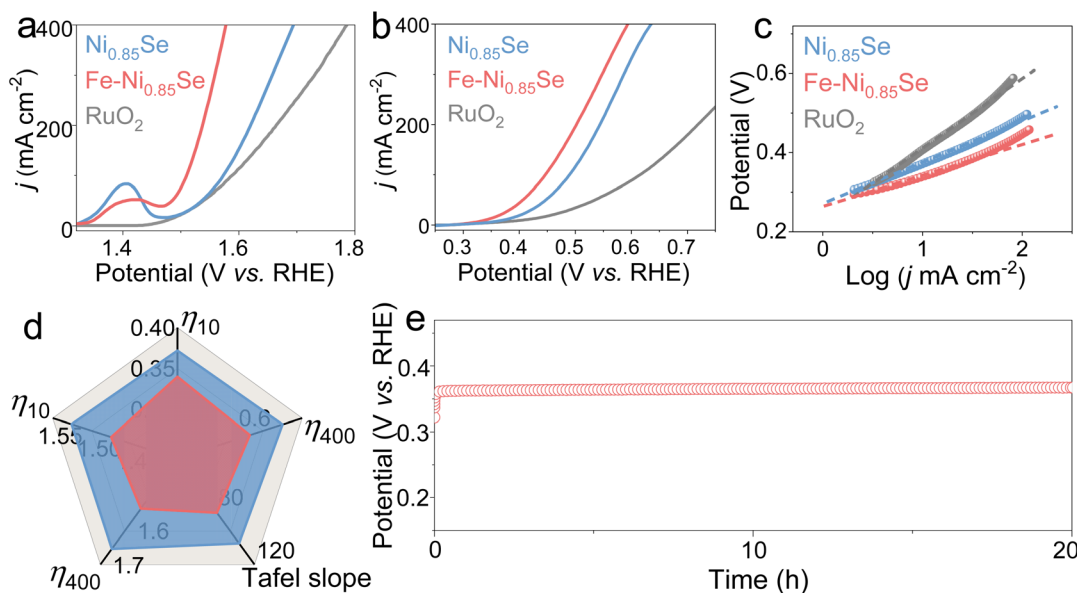 a
400
Ni0.85Se
Fe-Ni0.85Se
RuO2
200
0
j (mA cm-2)
1.4
1.6
1.8
Potential (V vs. RHE)
b
400
Ni0.85Se
Fe-Ni0.85Se
RuO2
200
0
j (mA cm-2)
0.3
0.4
0.5
0.6
0.7
Potential (V vs. RHE)
c
Ni0.85Se
Fe-Ni0.85Se
RuO2
0.6
0.4
0.2
Potential (V)
0
1
2
Log (j mA cm-2)
d
η10
0.40
0.35
η10
1.55
1.50
0.6
η400
1.6
1.7
η400
120
Tafel slope
e
0.4
0.3
0.2
Potential (V vs. RHE)
0
10
20
Time (h)